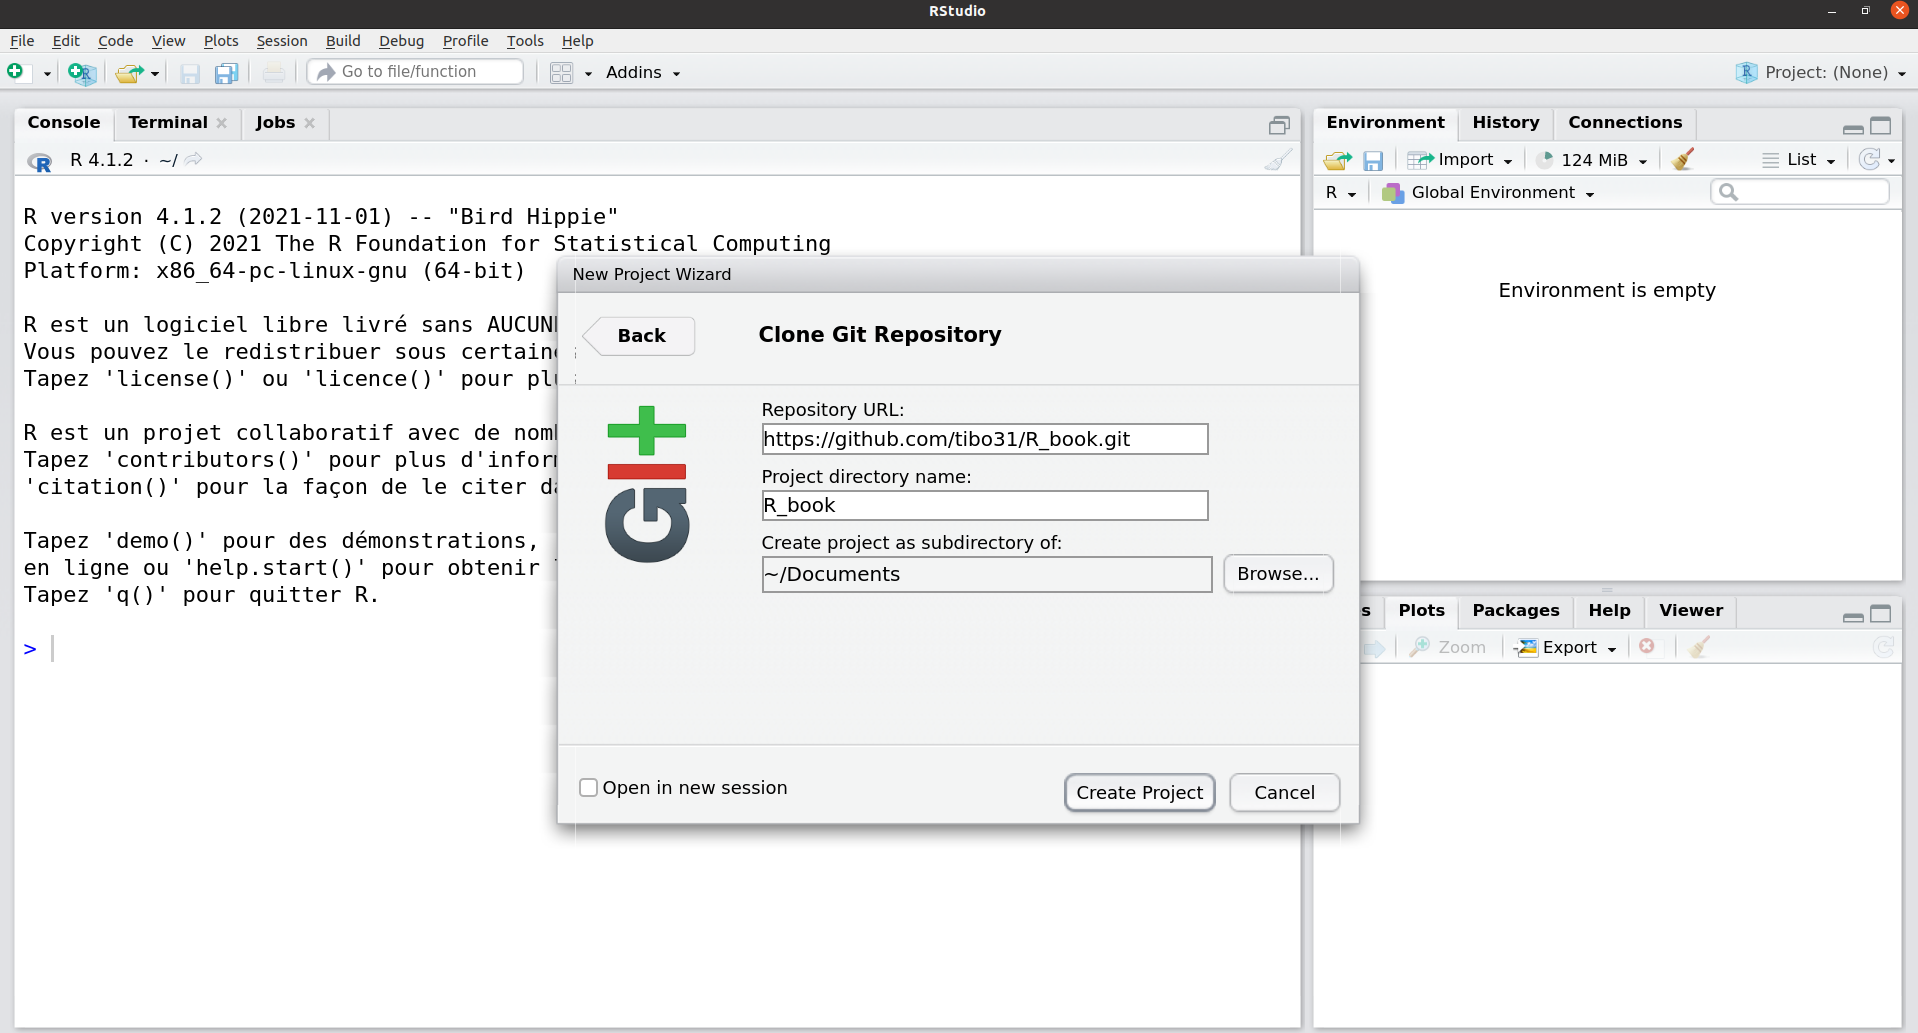 RStudio
File Edit Code View Plots Session Build Debug Profile Tools Help
Go to file/function
Addins
Project: (None)
Console Terminal Jobs
R 4.1.2 · ~/
R version 4.1.2 (2021-11-01) -- "Bird Hippie"
Copyright (C) 2021 The R Foundation for Statistical Computing
Platform: x86_64-pc-linux-gnu (64-bit)
R est un logiciel libre livré sans AUCUN
Vous pouvez le redistribuer sous certain
Tapez 'license()' ou 'licence()' pour pl
R est un projet collaboratif avec de nom
Tapez 'contributors()' pour plus d'infor
'citation()' pour la façon de le citer d
Tapez 'demo()' pour des démonstrations,
en ligne ou 'help.start()' pour obtenir
Tapez 'q()' pour quitter R.
>
New Project Wizard
Back
Clone Git Repository
Git
Repository URL:
https://github.com/tibo31/R_book.git
Project directory name:
R_book
Create project as subdirectory of:
~/Documents
Browse...
Open in new session
Create Project
Cancel
Environment History Connections
Import
124 MiB
List
R
Global Environment
Environment is empty
s Plots Packages Help Viewer
Zoom
Export